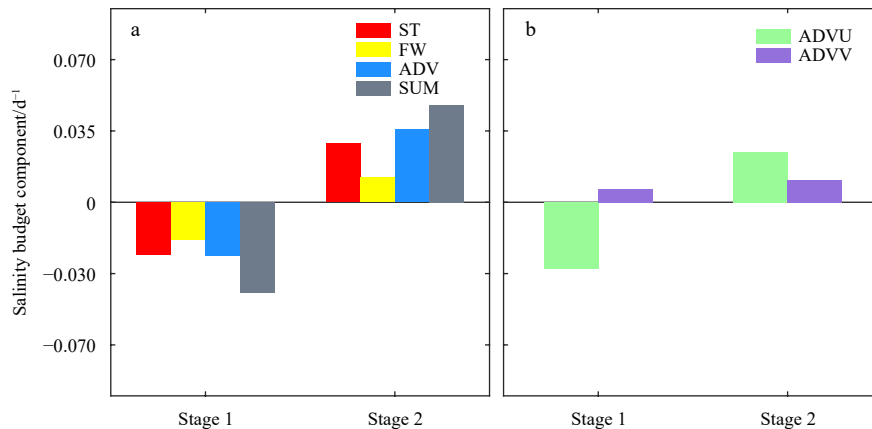 a
ST
FW
ADV
SUM
b
ADVU
ADVV
Salinity budget component/d⁻¹
0.070
0.035
0
−0.030
−0.070
Stage 1
Stage 2
Stage 1
Stage 2